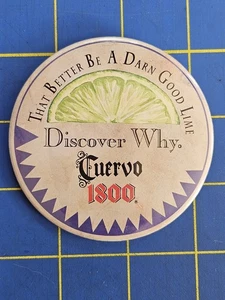 That Better Be A Darn Good Lime
Discover Why.
Cuervo
1800®